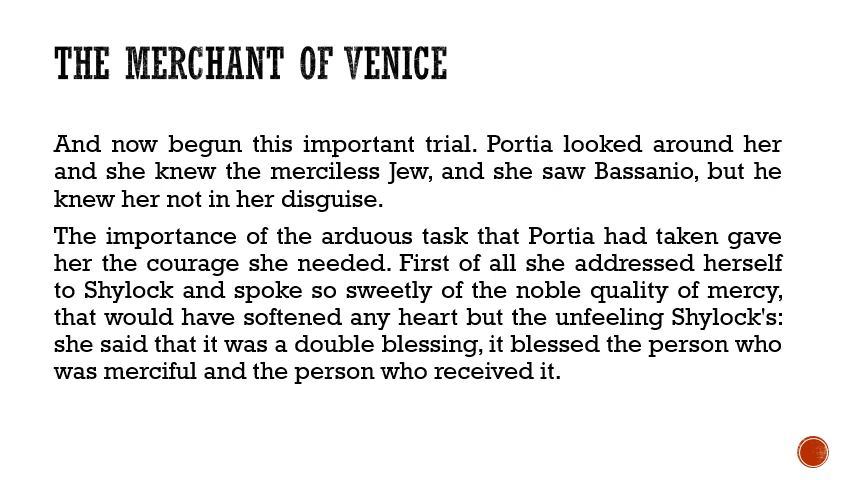 THE MERCHANT OF VENICE
And now begun this important trial. Portia looked around her
and she knew the merciless Jew, and she saw Bassanio, but he
knew her not in her disguise.
The importance of the arduous task that Portia had taken gave
her the courage she needed. First of all she addressed herself
to Shylock and spoke so sweetly of the noble quality of mercy,
that would have softened any heart but the unfeeling Shylock's:
she said that it was a double blessing, it blessed the person who
was merciful and the person who received it.